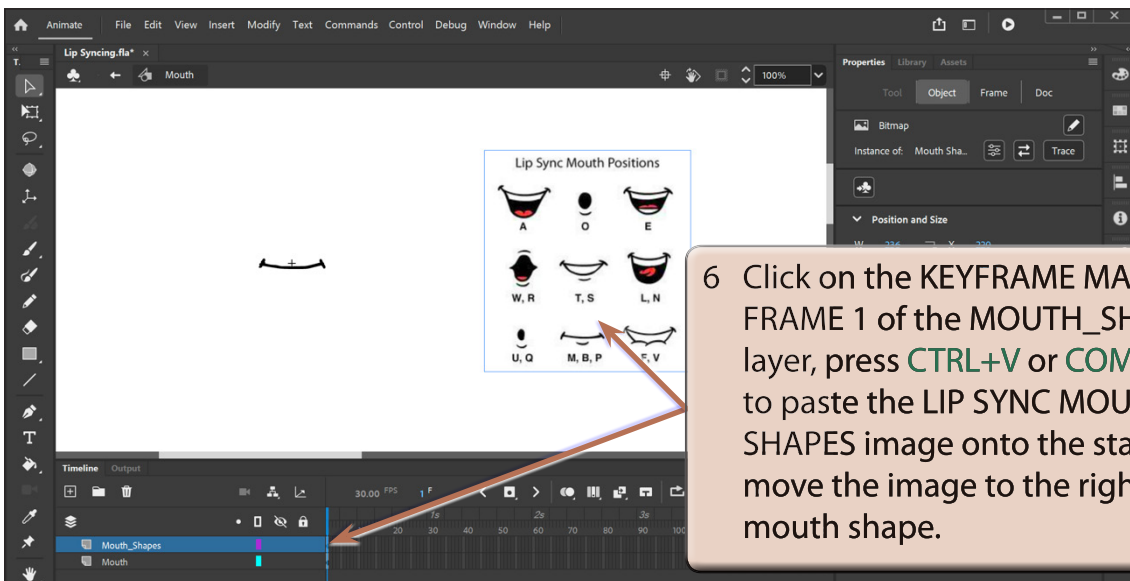 Animate File Edit View Insert Modify Text Commands Control Debug Window Help
Lip Syncing.fla* ×
Mouth
100%
Properties Library Assets
Tool Object Frame Doc
Bitmap
Instance of: Mouth Sha... Trace
Position and Size
Lip Sync Mouth Positions
A O E
W, R T, S L, N
U, Q M, B, P F, V
6 Click on the KEYFRAME MA
FRAME 1 of the MOUTH_SH
layer, press CTRL+V or COM
to paste the LIP SYNC MOU
SHAPES image onto the sta
move the image to the righ
mouth shape.
Timeline Output
30.00 FPS 1 F
1s 2s 3s
20 30 40 50 60 70 80 90 100
Mouth_Shapes
Mouth